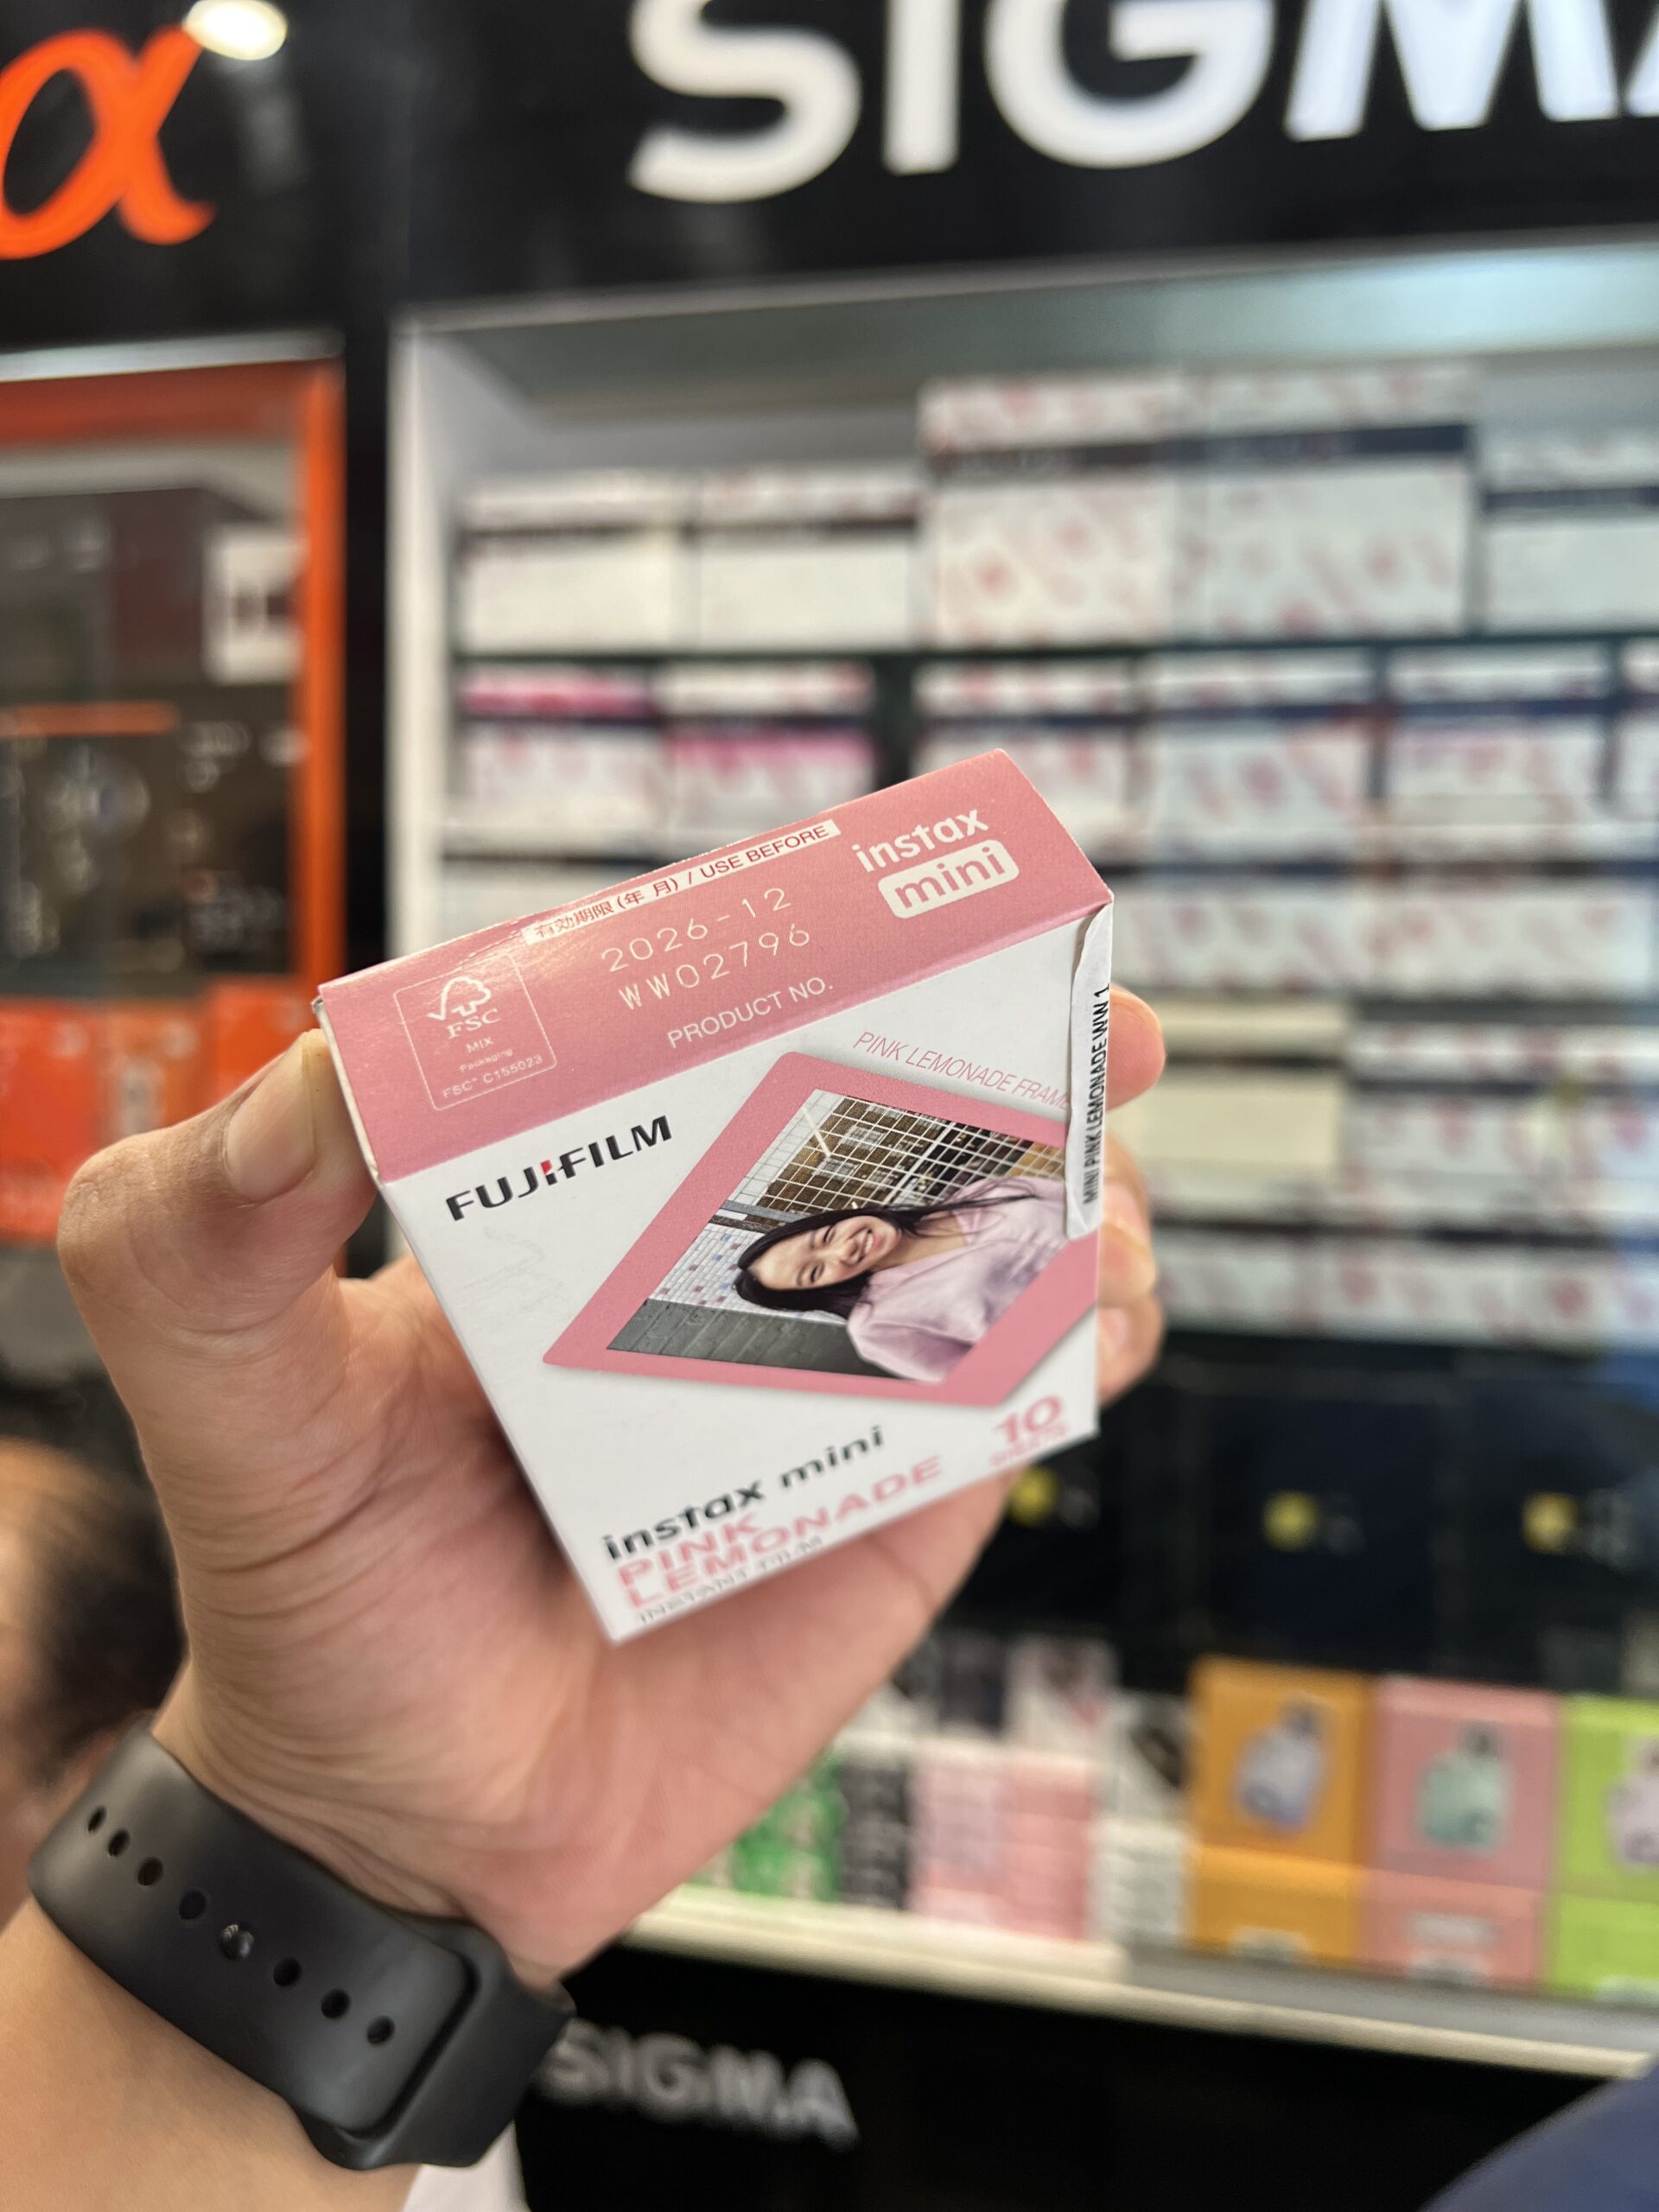 α
SIGMA
instax
mini
有効期限(年 月) / USE BEFORE
2026-12
WW02796
PRODUCT NO.
FSC
MIX
Packaging
FSC™ C155023
FUJIFILM
PINK LEMONADE FRAME
MINI PINK LEMONADE WW 1
instax mini
PINK
LEMONADE
INSTANT FILM
10
SIGMA